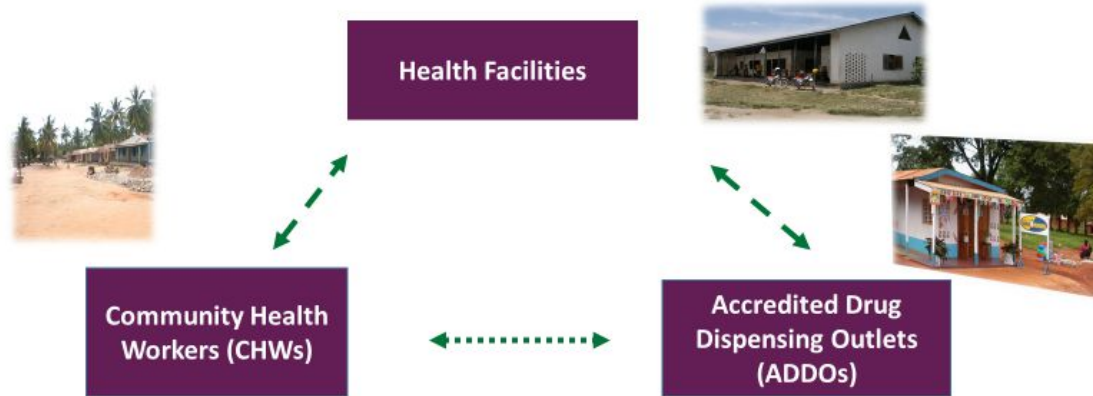 Health Facilities
Community Health
Workers (CHWs)
Accredited Drug
Dispensing Outlets
(ADDOs)